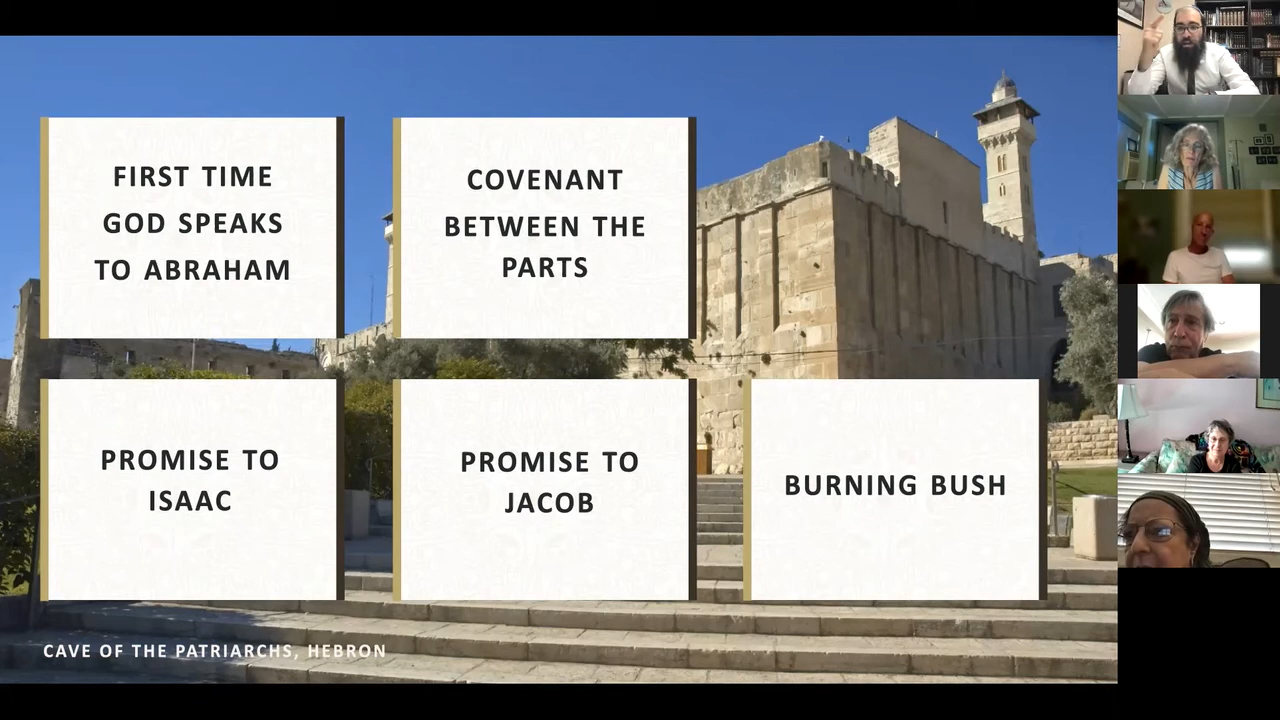 FIRST TIME
GOD SPEAKS
TO ABRAHAM
COVENANT
BETWEEN THE
PARTS
PROMISE TO
ISAAC
PROMISE TO
JACOB
BURNING BUSH
CAVE OF THE PATRIARCHS, HEBRON